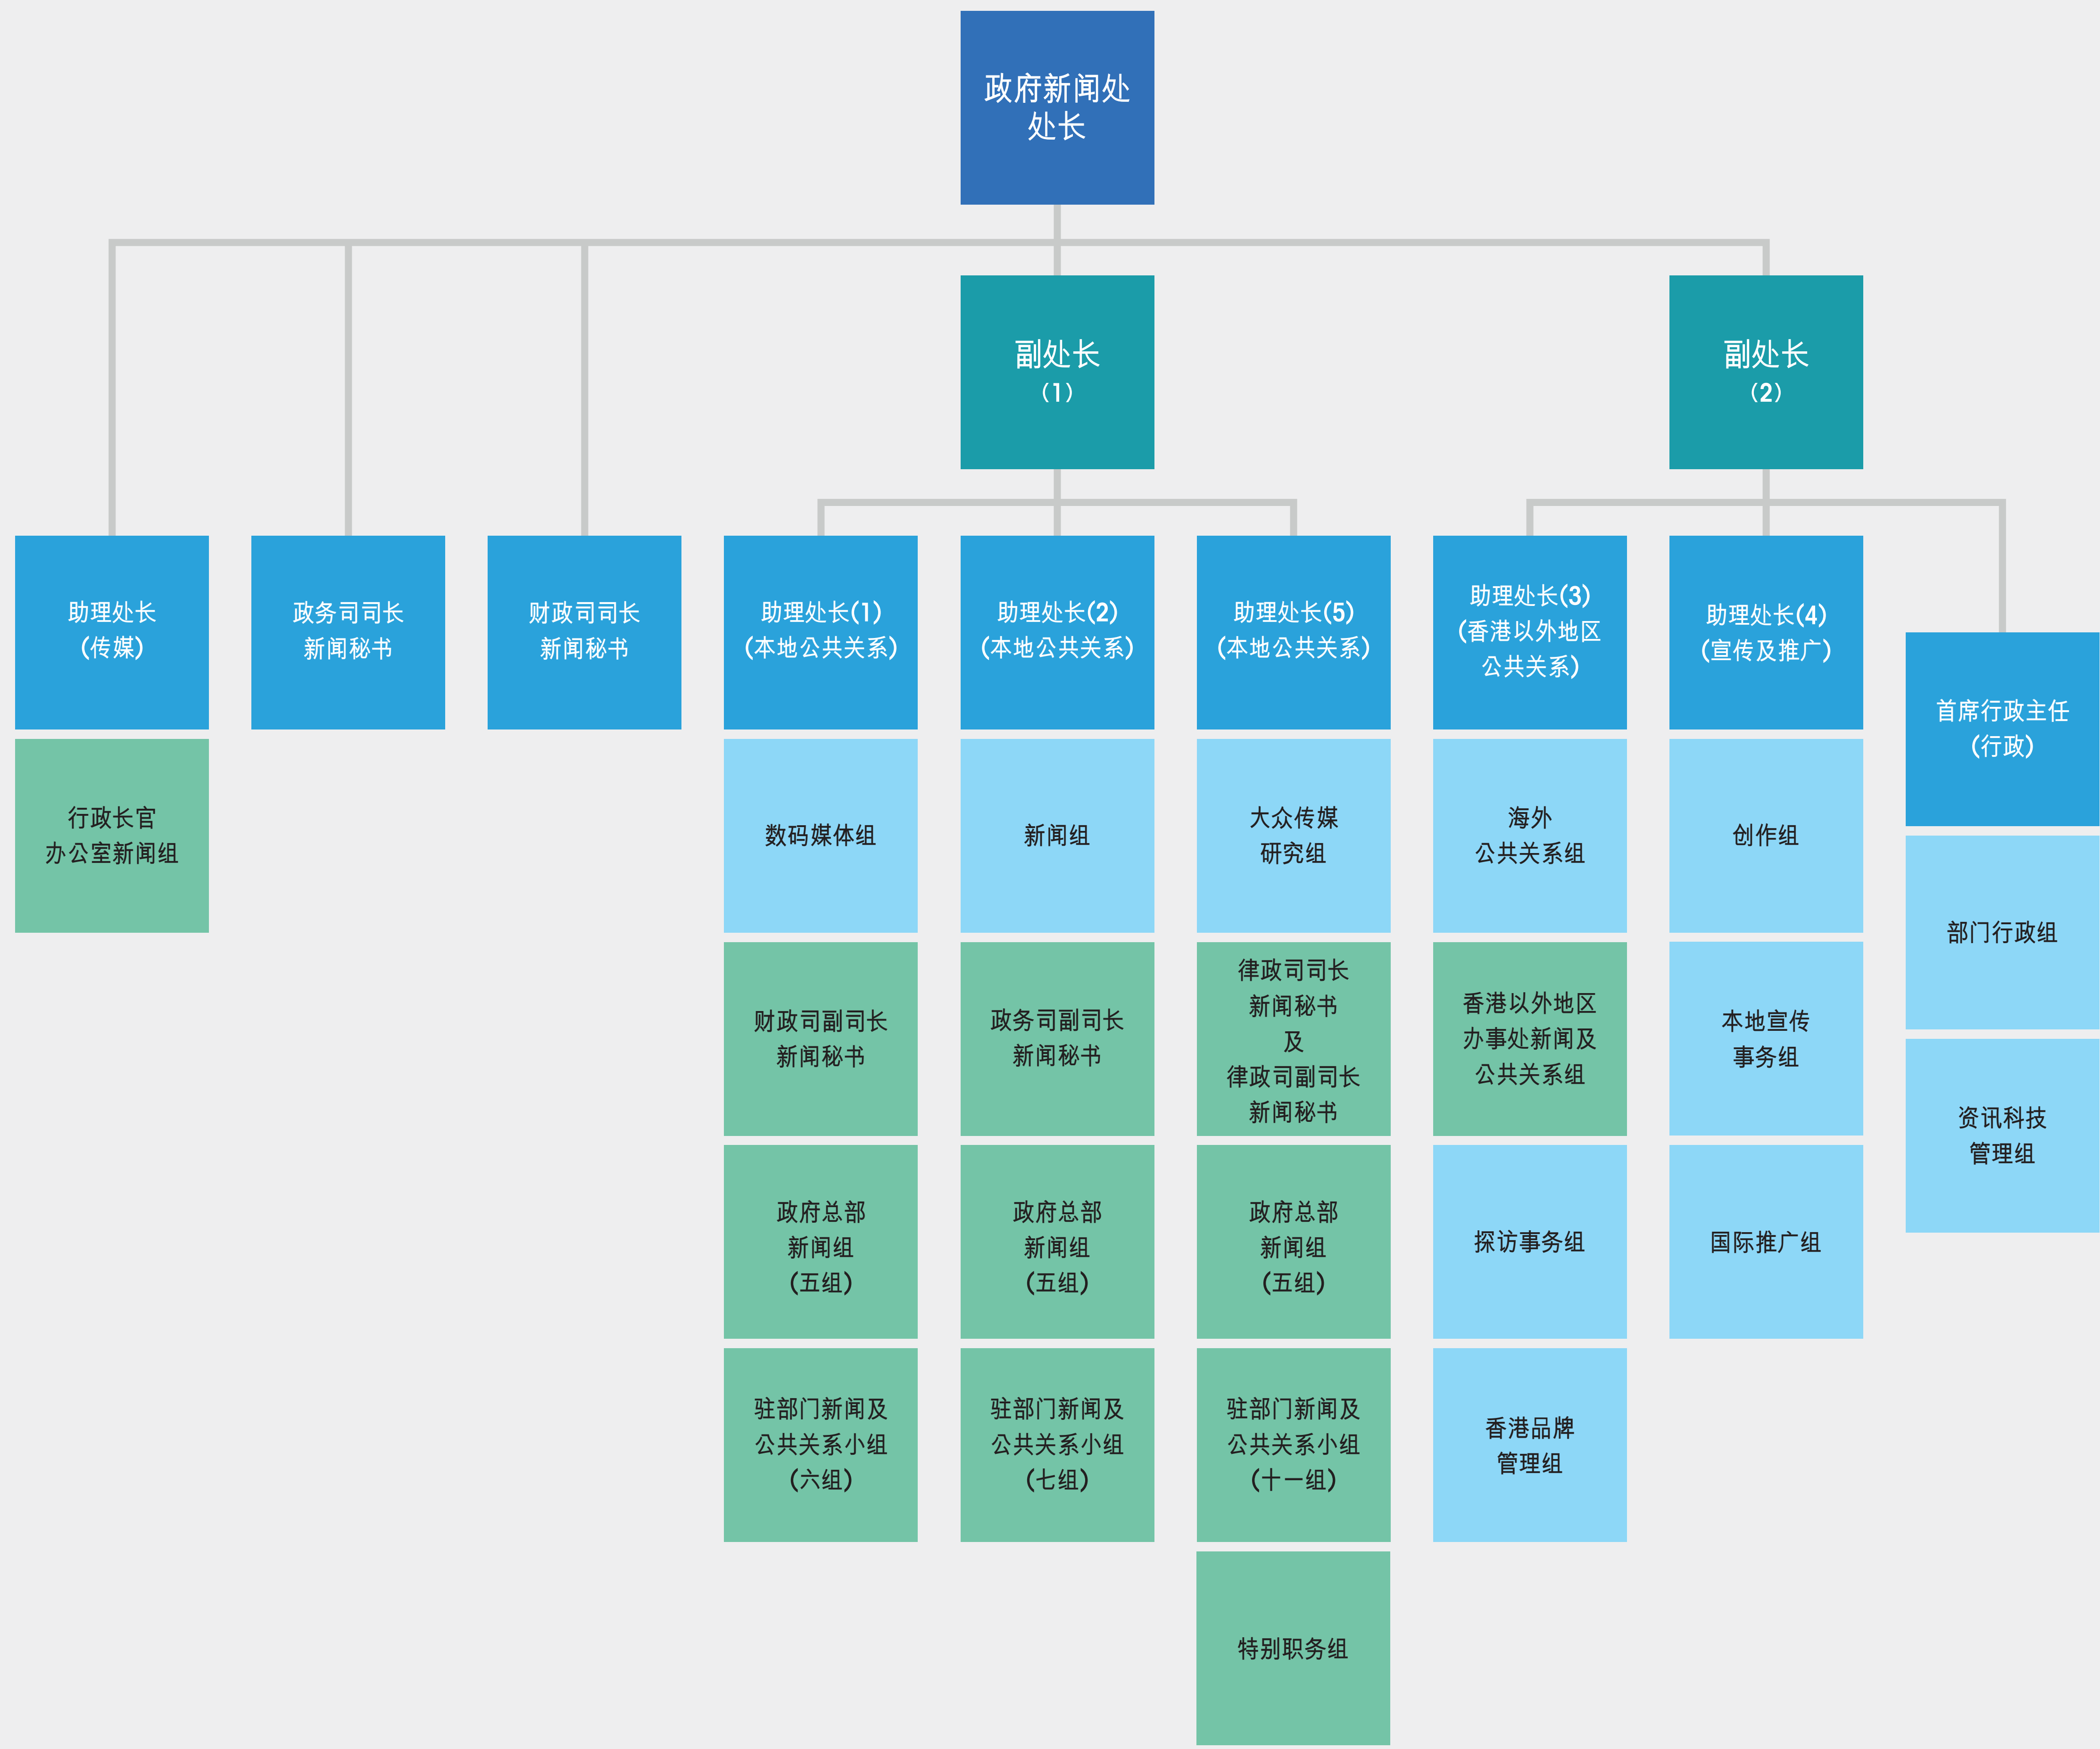 政府新闻处
处长
副处长
（1）
副处长
（2）
助理处长
(传媒)
政务司司长
新闻秘书
财政司司长
新闻秘书
助理处长(1)
(本地公共关系)
助理处长(2)
(本地公共关系)
助理处长(5)
(本地公共关系)
助理处长(3)
(香港以外地区
公共关系)
助理处长(4)
(宣传及推广)
首席行政主任
(行政)
行政长官
办公室新闻组
数码媒体组
新闻组
大众传媒
研究组
海外
公共关系组
创作组
部门行政组
财政司副司长
新闻秘书
政务司副司长
新闻秘书
律政司司长
新闻秘书
及
律政司副司长
新闻秘书
香港以外地区
办事处新闻及
公共关系组
本地宣传
事务组
资讯科技
管理组
政府总部
新闻组
(五组)
政府总部
新闻组
(五组)
政府总部
新闻组
(五组)
探访事务组
国际推广组
驻部门新闻及
公共关系小组
(六组)
驻部门新闻及
公共关系小组
(七组)
驻部门新闻及
公共关系小组
(十一组)
香港品牌
管理组
特别职务组